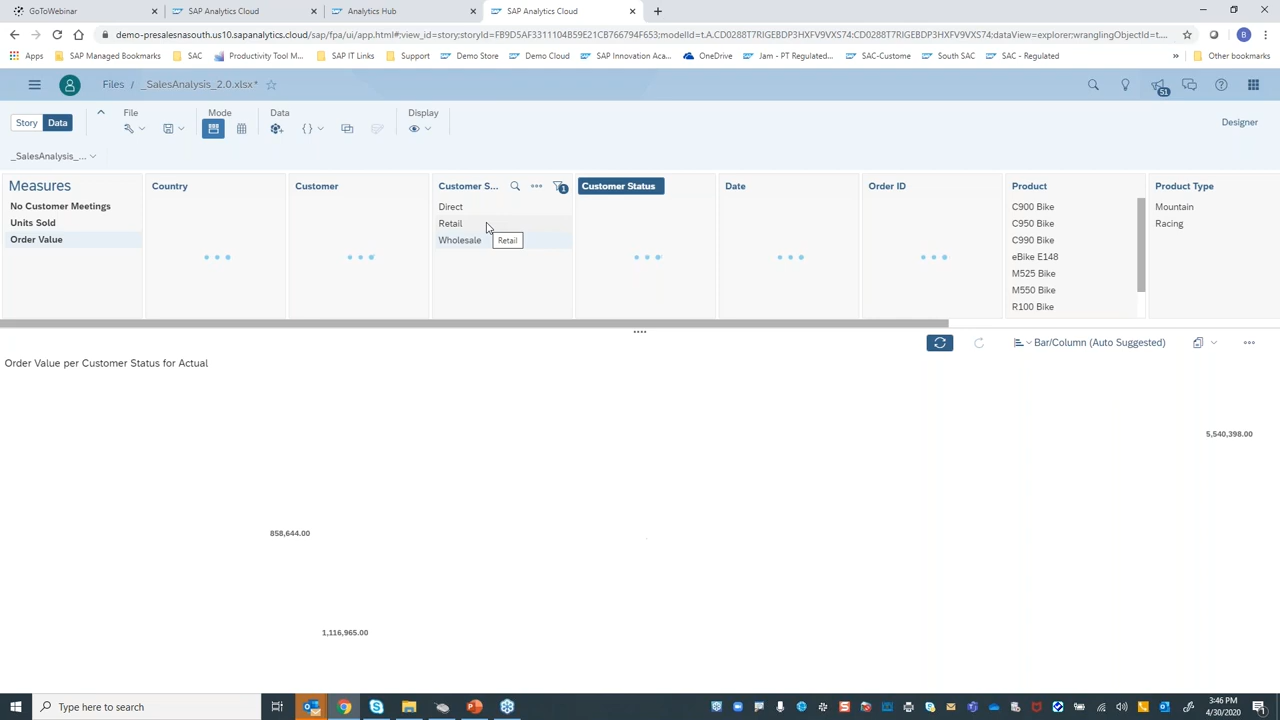 GoToWebinar
SAP Analytics Cloud
Analytics Hub
SAP Analytics Cloud
demo-presalesnasouth.us10.sapanalytics.cloud/sap/fpa/ui/app.html#;view_id=story;storyId=FB9D5AF3311104B59E21CB766794F653;modelId=t.A.CD0288T7RIGEBDP3HXFV9VXS74:CD0288T7RIGEBDP3HXFV9VXS74;dataView=explorer;wranglingObjectId=t....
B
Apps
SAP Managed Bookmarks
SAC
Productivity Tool M...
SAP IT Links
Support
SAP Medium Demo
Demo Cloud
SAP Innovation Aca...
OneDrive
Jam - PT Regulated...
SAC-Custome
South SAC
SAC - Regulated
»
Other bookmarks
Files / _SalesAnalysis_2.0.xlsx*
51
Story
Data
File
Mode
Data
Display
Designer
_SalesAnalysis_...
Measures
No Customer Meetings
Units Sold
Order Value
Country
Customer
Customer S...
1
Direct
Retail
Wholesale
Retail
Customer Status
Date
Order ID
Product
C900 Bike
C950 Bike
C990 Bike
eBike E148
M525 Bike
M550 Bike
R100 Bike
Product Type
Mountain
Racing
Bar/Column (Auto Suggested)
Order Value per Customer Status for Actual
5,540,398.00
858,644.00
1,116,965.00
Type here to search
3:46 PM
4/30/2020